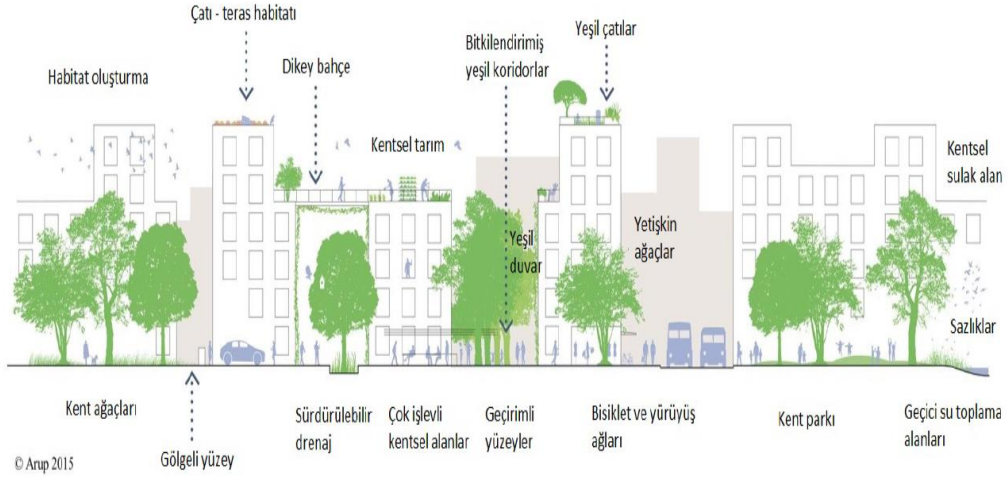 Çatı - teras habitatı
Habitat oluşturma
Dikey bahçe
Kentsel tarım
Bitkilendirimiş
yeşil koridorlar
Yeşil çatılar
Kentsel
sulak alan
Yeşil
duvar
Yetişkin
ağaçlar
Sazlıklar
Kent ağaçları
Gölgeli yüzey
Sürdürülebilir
drenaj
Çok işlevli
kentsel alanlar
Geçirimli
yüzeyler
Bisiklet ve yürüyüş
ağları
Kent parkı
Geçici su toplama
alanları
© Arup 2015